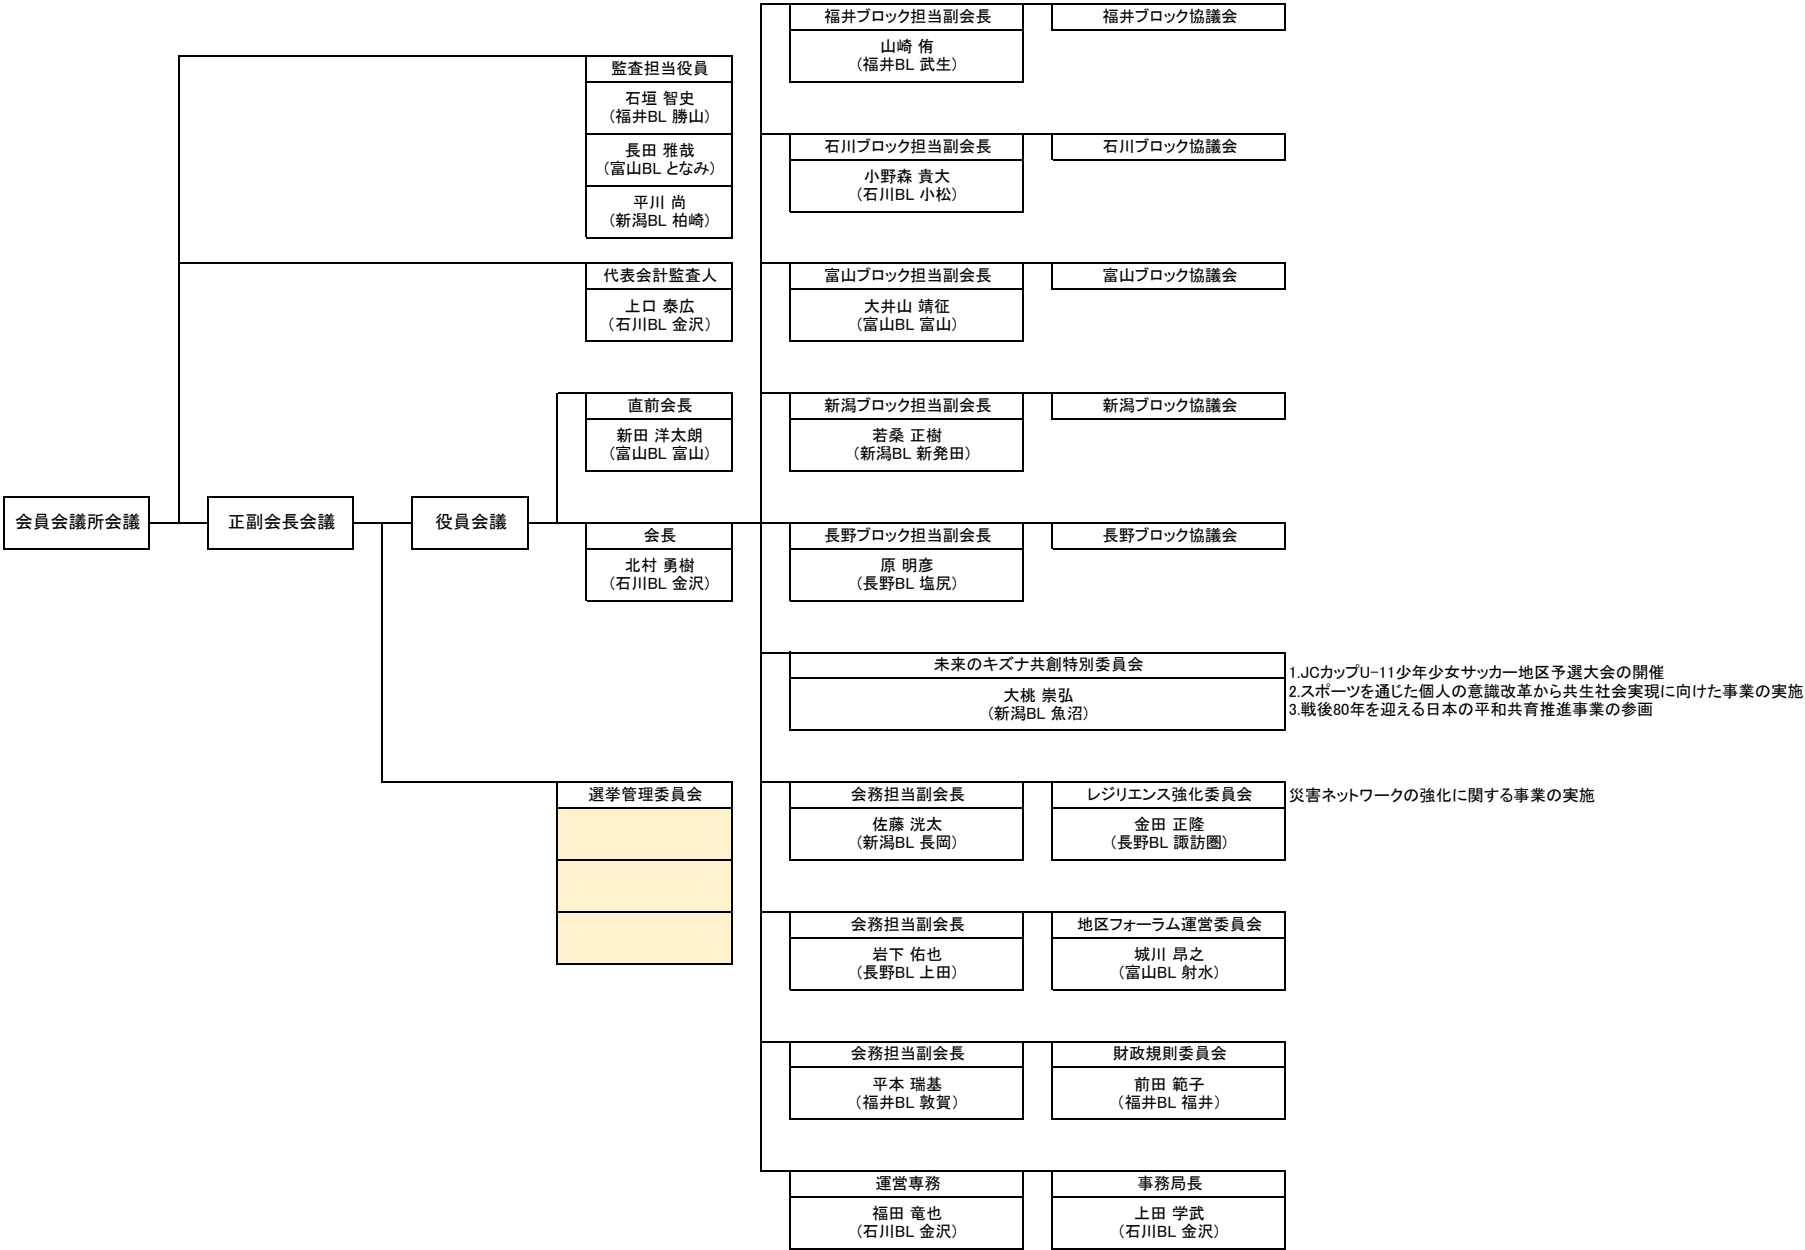 会員会議所会議
正副会長会議
役員会議
監査担当役員
石垣 智史
（福井BL 勝山）
長田 雅哉
（富山BL となみ）
平川 尚
（新潟BL 柏崎）
代表会計監査人
上口 泰広
（石川BL 金沢）
直前会長
新田 洋太朗
（富山BL 富山）
会長
北村 勇樹
（石川BL 金沢）
選挙管理委員会
福井ブロック担当副会長
山崎 侑
（福井BL 武生）
福井ブロック協議会
石川ブロック担当副会長
小野森 貴大
（石川BL 小松）
石川ブロック協議会
富山ブロック担当副会長
大井山 靖征
（富山BL 富山）
富山ブロック協議会
新潟ブロック担当副会長
若桑 正樹
（新潟BL 新発田）
新潟ブロック協議会
長野ブロック担当副会長
原 明彦
（長野BL 塩尻）
長野ブロック協議会
未来のキズナ共創特別委員会
大桃 崇弘
（新潟BL 魚沼）
1.JCカップU-11少年少女サッカー地区予選大会の開催
2.スポーツを通じた個人の意識改革から共生社会実現に向けた事業の実施
3.戦後80年を迎える日本の平和共育推進事業の参画
会務担当副会長
佐藤 洸太
（新潟BL 長岡）
レジリエンス強化委員会
金田 正隆
（長野BL 諏訪圏）
災害ネットワークの強化に関する事業の実施
会務担当副会長
岩下 佑也
（長野BL 上田）
地区フォーラム運営委員会
城川 昂之
（富山BL 射水）
会務担当副会長
平本 瑞基
（福井BL 敦賀）
財政規則委員会
前田 範子
（福井BL 福井）
運営専務
福田 竜也
（石川BL 金沢）
事務局長
上田 学武
（石川BL 金沢）